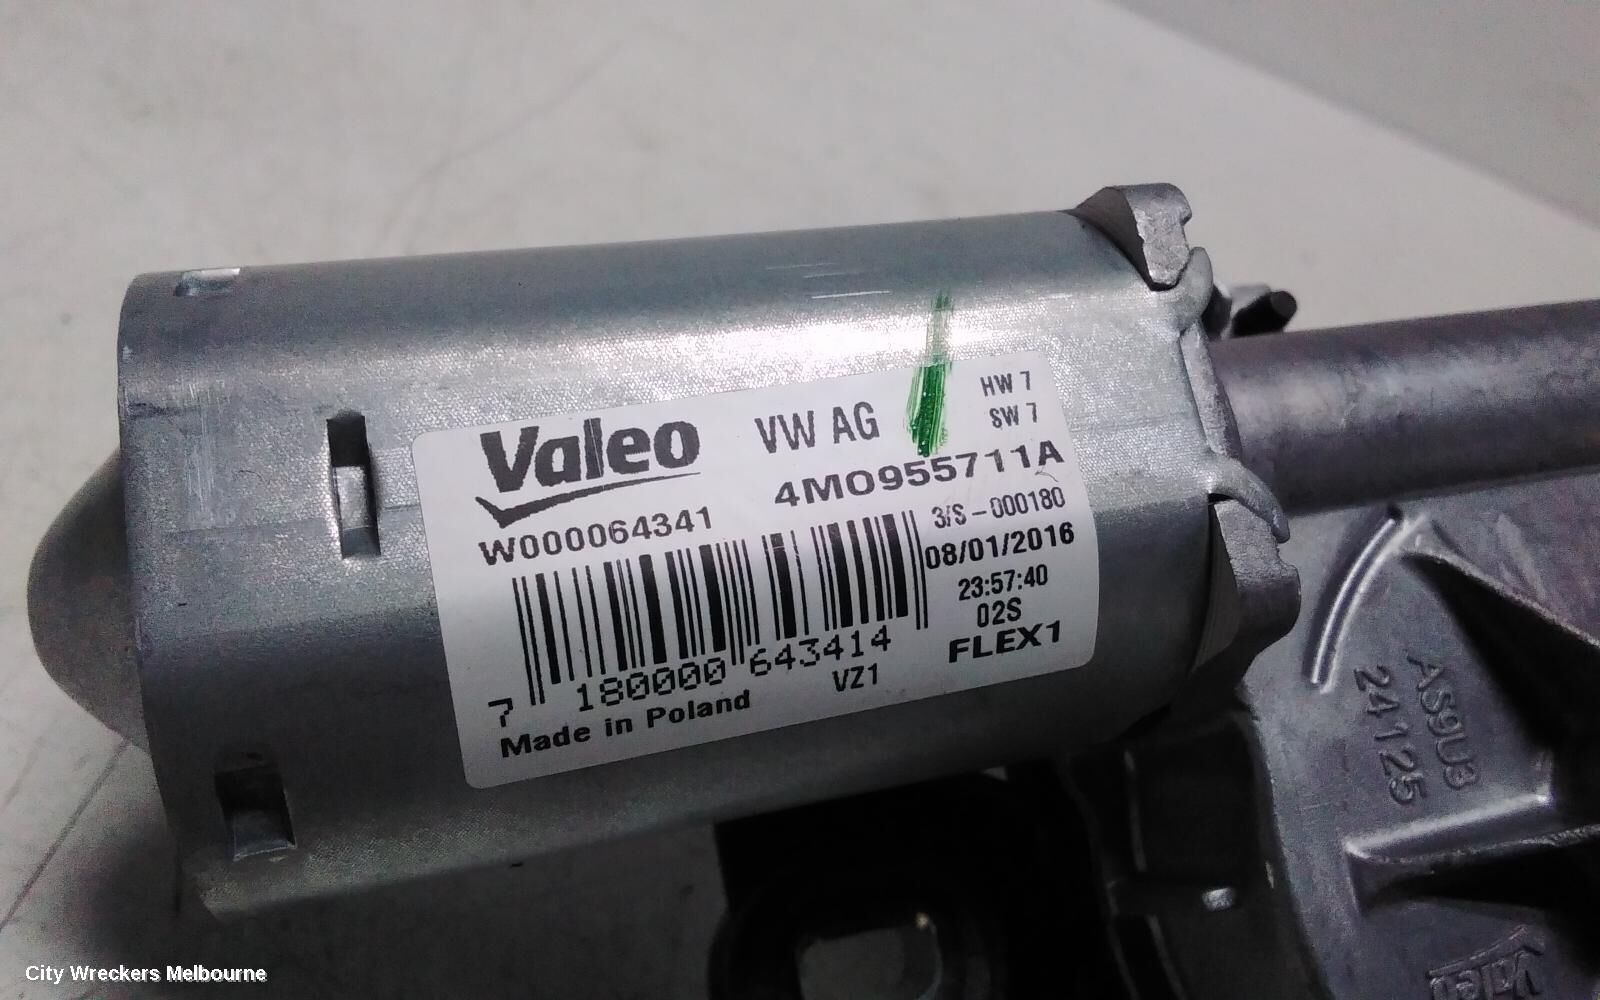 Valeo
VW AG
HW 7
SW 7
W000064341
4M0955711A
3/S-000180
08/01/2016
23:57:40
02S
FLEX1
7 180000 643414
VZ1
Made in Poland
AS9U3
24125
Valeo
City Wreckers Melbourne